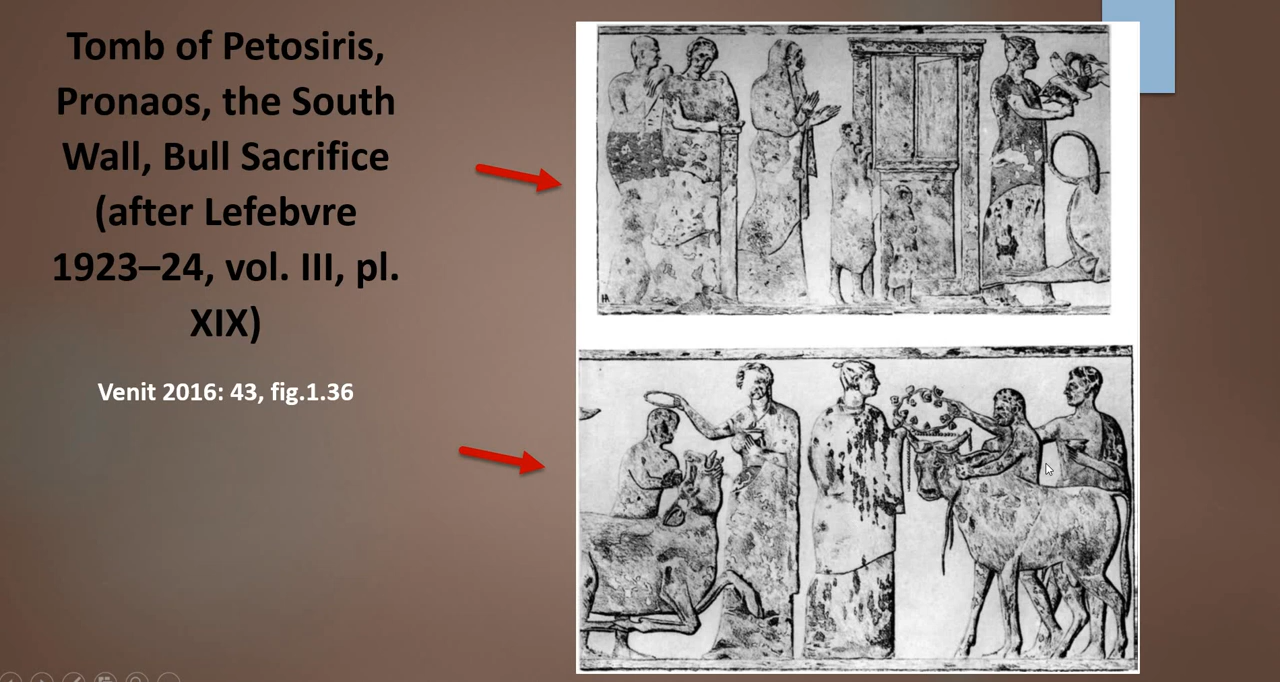 Tomb of Petosiris,
Pronaos, the South
Wall, Bull Sacrifice
(after Lefebvre
1923–24, vol. III, pl.
XIX)
Venit 2016: 43, fig.1.36